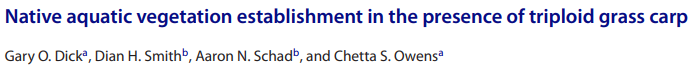 Native aquatic vegetation establishment in the presence of triploid grass carp
Gary O. Dickᵃ, Dian H. Smithᵇ, Aaron N. Schadᵇ, and Chetta S. Owensᵃ